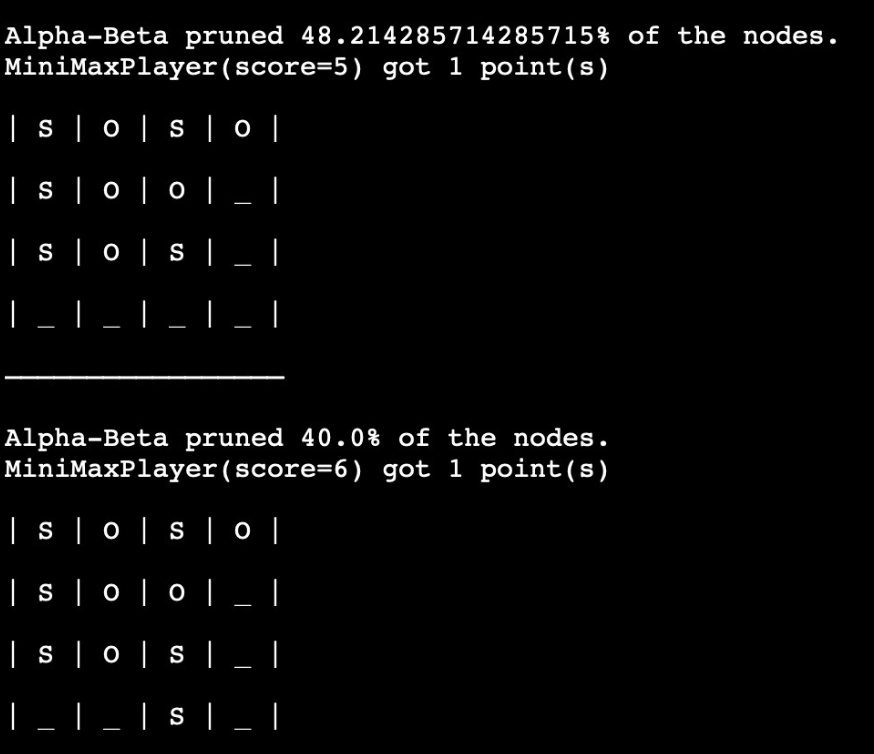 Alpha-Beta pruned 48.214285714285715% of the nodes.
MiniMaxPlayer(score=5) got 1 point(s)
| S | O | S | O |
| S | O | O | _ |
| S | O | S | _ |
| _ | _ | _ | _ |
_________________
Alpha-Beta pruned 40.0% of the nodes.
MiniMaxPlayer(score=6) got 1 point(s)
| S | O | S | O |
| S | O | O | _ |
| S | O | S | _ |
| _ | _ | S | _ |